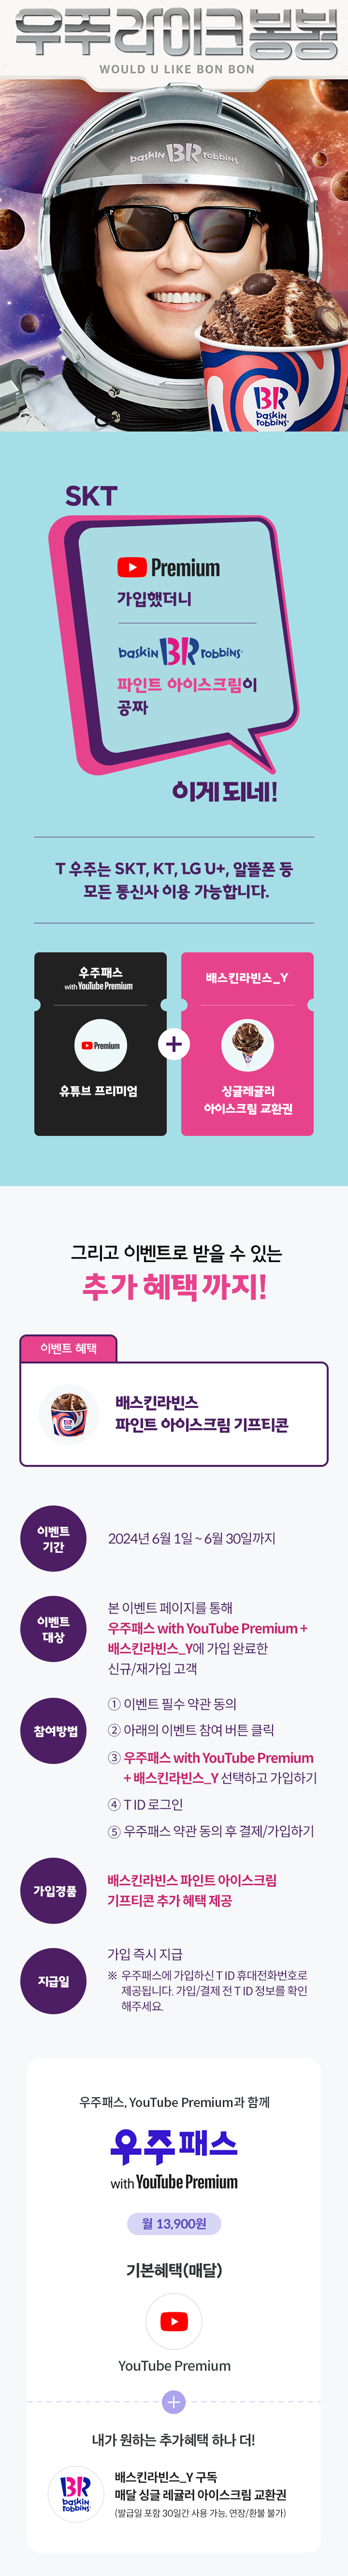 우주라이크봉봉
WOULD U LIKE BON BON
baskin BR robbins
BR
baskin
robbins
SKT
Premium
가입했더니
baskin BR robbins
파인트 아이스크림이
공짜
이게 되네!
T 우주는 SKT, KT, LG U+, 알뜰폰 등
모든 통신사 이용 가능합니다.
우주패스
with YouTube Premium
Premium
유튜브 프리미엄
+
배스킨라빈스_Y
싱글레귤러
아이스크림 교환권
그리고 이벤트로 받을 수 있는
추가 혜택 까지!
이벤트 혜택
배스킨라빈스
파인트 아이스크림 기프티콘
이벤트
기간
2024년 6월 1일 ~ 6월 30일까지
이벤트
대상
본 이벤트 페이지를 통해
우주패스 with YouTube Premium +
배스킨라빈스_Y에 가입 완료한
신규/재가입 고객
참여방법
① 이벤트 필수 약관 동의
② 아래의 이벤트 참여 버튼 클릭
③ 우주패스 with YouTube Premium
+ 배스킨라빈스_Y 선택하고 가입하기
④ T ID 로그인
⑤ 우주패스 약관 동의 후 결제/가입하기
가입경품
배스킨라빈스 파인트 아이스크림
기프티콘 추가 혜택 제공
지급일
가입 즉시 지급
※ 우주패스에 가입하신 T ID 휴대전화번호로
제공됩니다. 가입/결제 전 T ID 정보를 확인
해주세요.
우주패스, YouTube Premium과 함께
우주패스
with YouTube Premium
월 13,900원
기본혜택(매달)
YouTube Premium
+
내가 원하는 추가혜택 하나 더!
BR
baskin
robbins
배스킨라빈스_Y 구독
매달 싱글 레귤러 아이스크림 교환권
(발급일 포함 30일간 사용 가능, 연장/환불 불가)